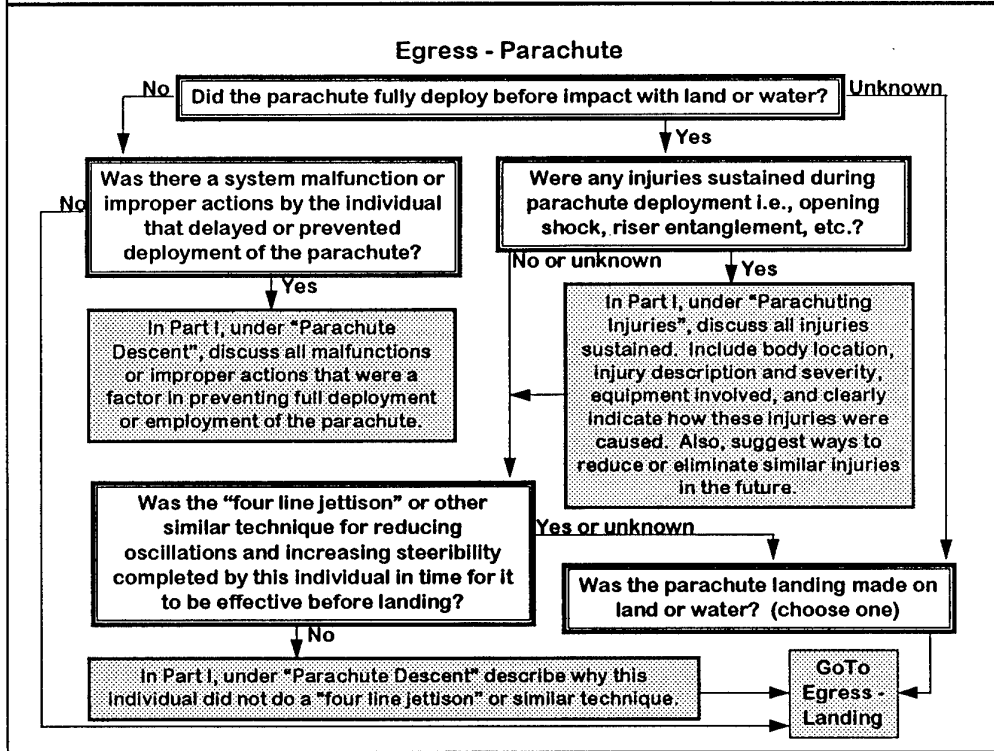 Egress - Parachute
No
Did the parachute fully deploy before impact with land or water?
Unknown
Yes
Was there a system malfunction or
improper actions by the individual
that delayed or prevented
deployment of the parachute?
No
Were any injuries sustained during
parachute deployment i.e., opening
shock, riser entanglement, etc.?
No or unknown
Yes
Yes
In Part I, under "Parachute
Descent", discuss all malfunctions
or improper actions that were a
factor in preventing full deployment
or employment of the parachute.
In Part I, under "Parachuting
Injuries", discuss all injuries
sustained. Include body location,
injury description and severity,
equipment involved, and clearly
indicate how these injuries were
caused. Also, suggest ways to
reduce or eliminate similar injuries
in the future.
Was the "four line jettison" or other
similar technique for reducing
oscillations and increasing steeribility
completed by this individual in time for it
to be effective before landing?
Yes or unknown
Was the parachute landing made on
land or water? (choose one)
No
In Part I, under "Parachute Descent" describe why this
individual did not do a "four line jettison" or similar technique.
GoTo
Egress -
Landing